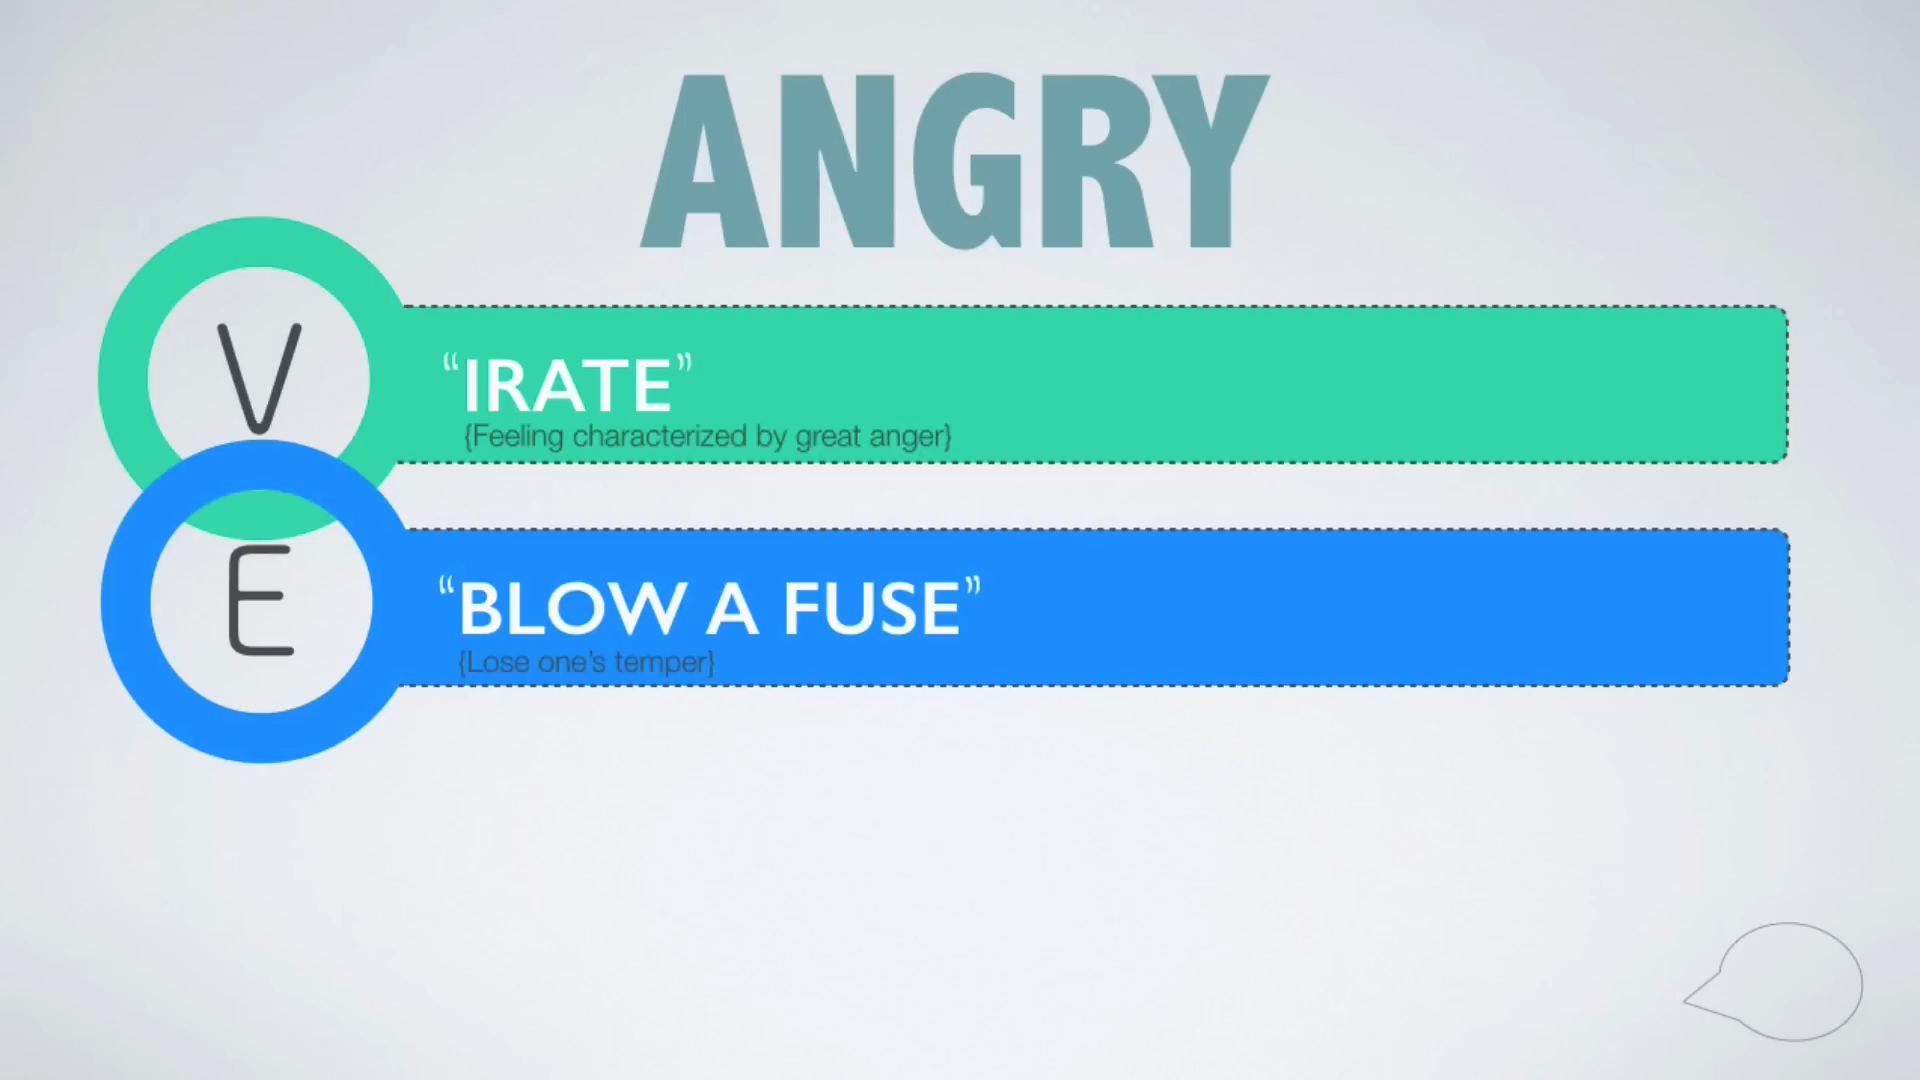 ANGRY
V
“IRATE”
{Feeling characterized by great anger}
E
“BLOW A FUSE”
{Lose one’s temper}